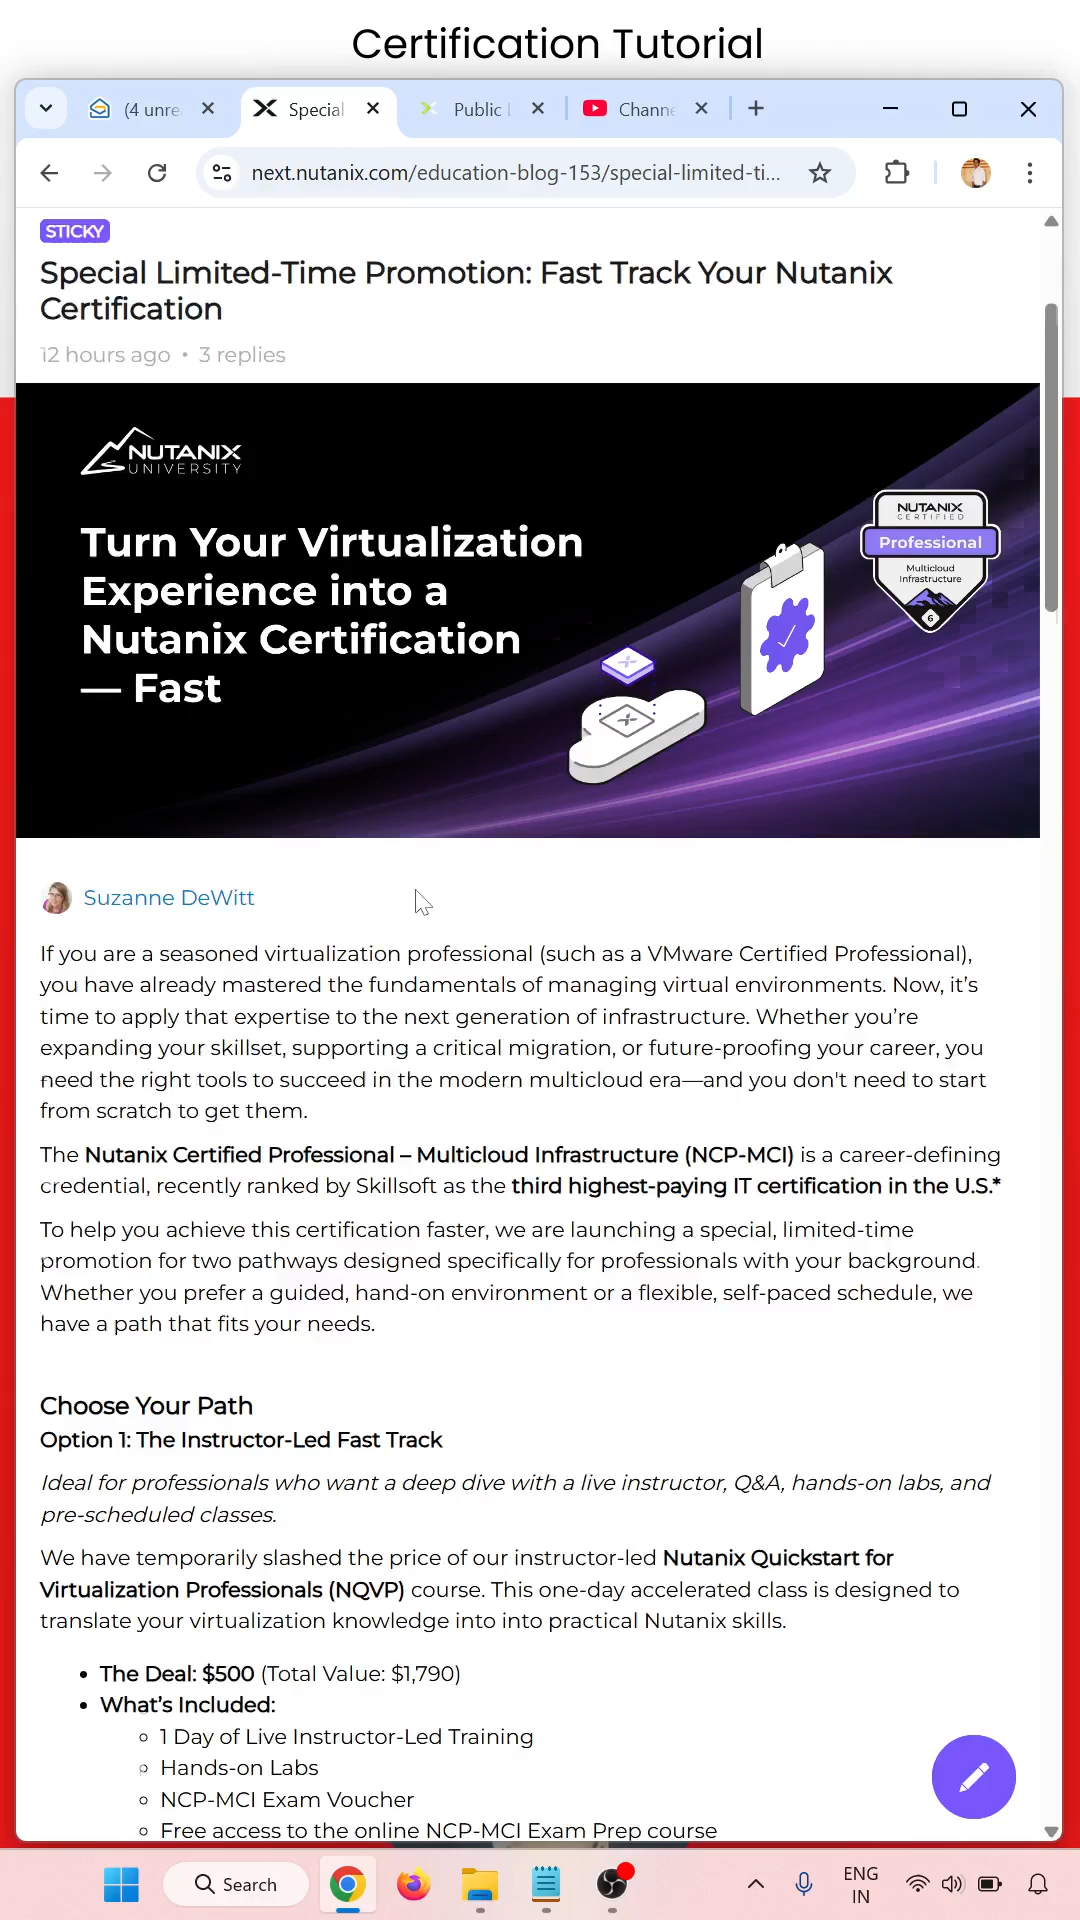 Certification Tutorial
(4 unre
Special
Public
Channe
next.nutanix.com/education-blog-153/special-limited-ti...
STICKY
Special Limited-Time Promotion: Fast Track Your Nutanix
Certification
12 hours ago • 3 replies
NUTANIX
UNIVERSITY
Turn Your Virtualization
Experience into a
Nutanix Certification
— Fast
NUTANIX
CERTIFIED
Professional
Multicloud
Infrastructure
6
Suzanne DeWitt
If you are a seasoned virtualization professional (such as a VMware Certified Professional),
you have already mastered the fundamentals of managing virtual environments. Now, it’s
time to apply that expertise to the next generation of infrastructure. Whether you’re
expanding your skillset, supporting a critical migration, or future-proofing your career, you
need the right tools to succeed in the modern multicloud era—and you don't need to start
from scratch to get them.
The Nutanix Certified Professional – Multicloud Infrastructure (NCP-MCI) is a career-defining
credential, recently ranked by Skillsoft as the third highest-paying IT certification in the U.S.*
To help you achieve this certification faster, we are launching a special, limited-time
promotion for two pathways designed specifically for professionals with your background.
Whether you prefer a guided, hand-on environment or a flexible, self-paced schedule, we
have a path that fits your needs.
Choose Your Path
Option 1: The Instructor-Led Fast Track
Ideal for professionals who want a deep dive with a live instructor, Q&A, hands-on labs, and
pre-scheduled classes.
We have temporarily slashed the price of our instructor-led Nutanix Quickstart for
Virtualization Professionals (NQVP) course. This one-day accelerated class is designed to
translate your virtualization knowledge into into practical Nutanix skills.
• The Deal: $500 (Total Value: $1,790)
• What’s Included:
○ 1 Day of Live Instructor-Led Training
○ Hands-on Labs
○ NCP-MCI Exam Voucher
○ Free access to the online NCP-MCI Exam Prep course
Search
ENG
IN